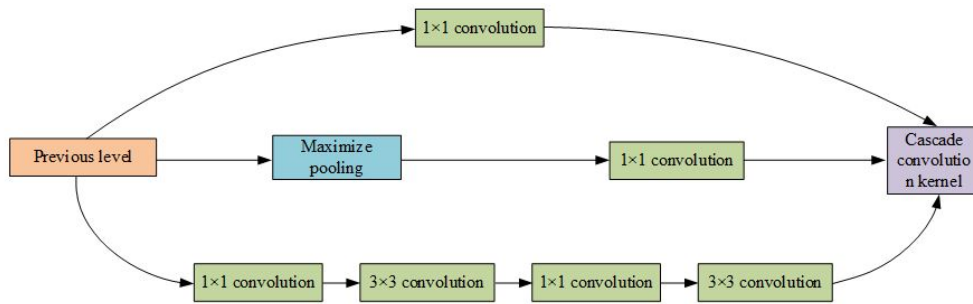 1×1 convolution
Previous level
Maximize
pooling
1×1 convolution
Cascade
convolutio
n kernel
1×1 convolution
3×3 convolution
1×1 convolution
3×3 convolution